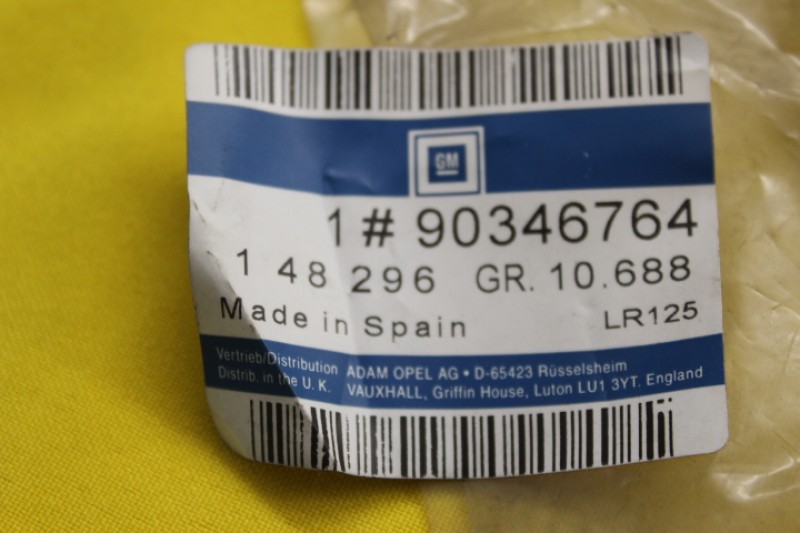 GM
1 # 90346764
1 48 296 GR. 10.688
Made in Spain LR125
Vertrieb/Distribution ADAM OPEL AG • D-65423 Rüsselsheim
Distrib. in the U. K. VAUXHALL, Griffin House, Luton LU1 3YT. England